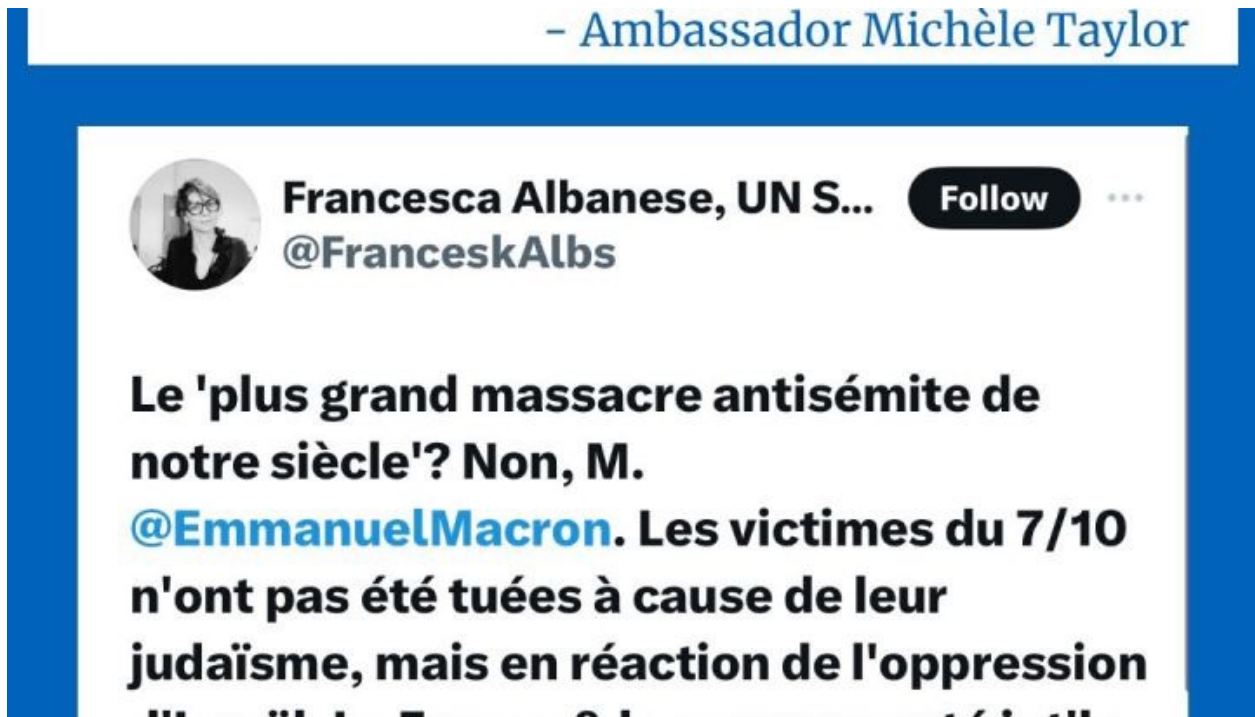 - Ambassador Michèle Taylor
Francesca Albanese, UN S... Follow ...
@FranceskAlbs
Le 'plus grand massacre antisémite de
notre siècle'? Non, M.
@EmmanuelMacron. Les victimes du 7/10
n'ont pas été tuées à cause de leur
judaïsme, mais en réaction de l'oppression